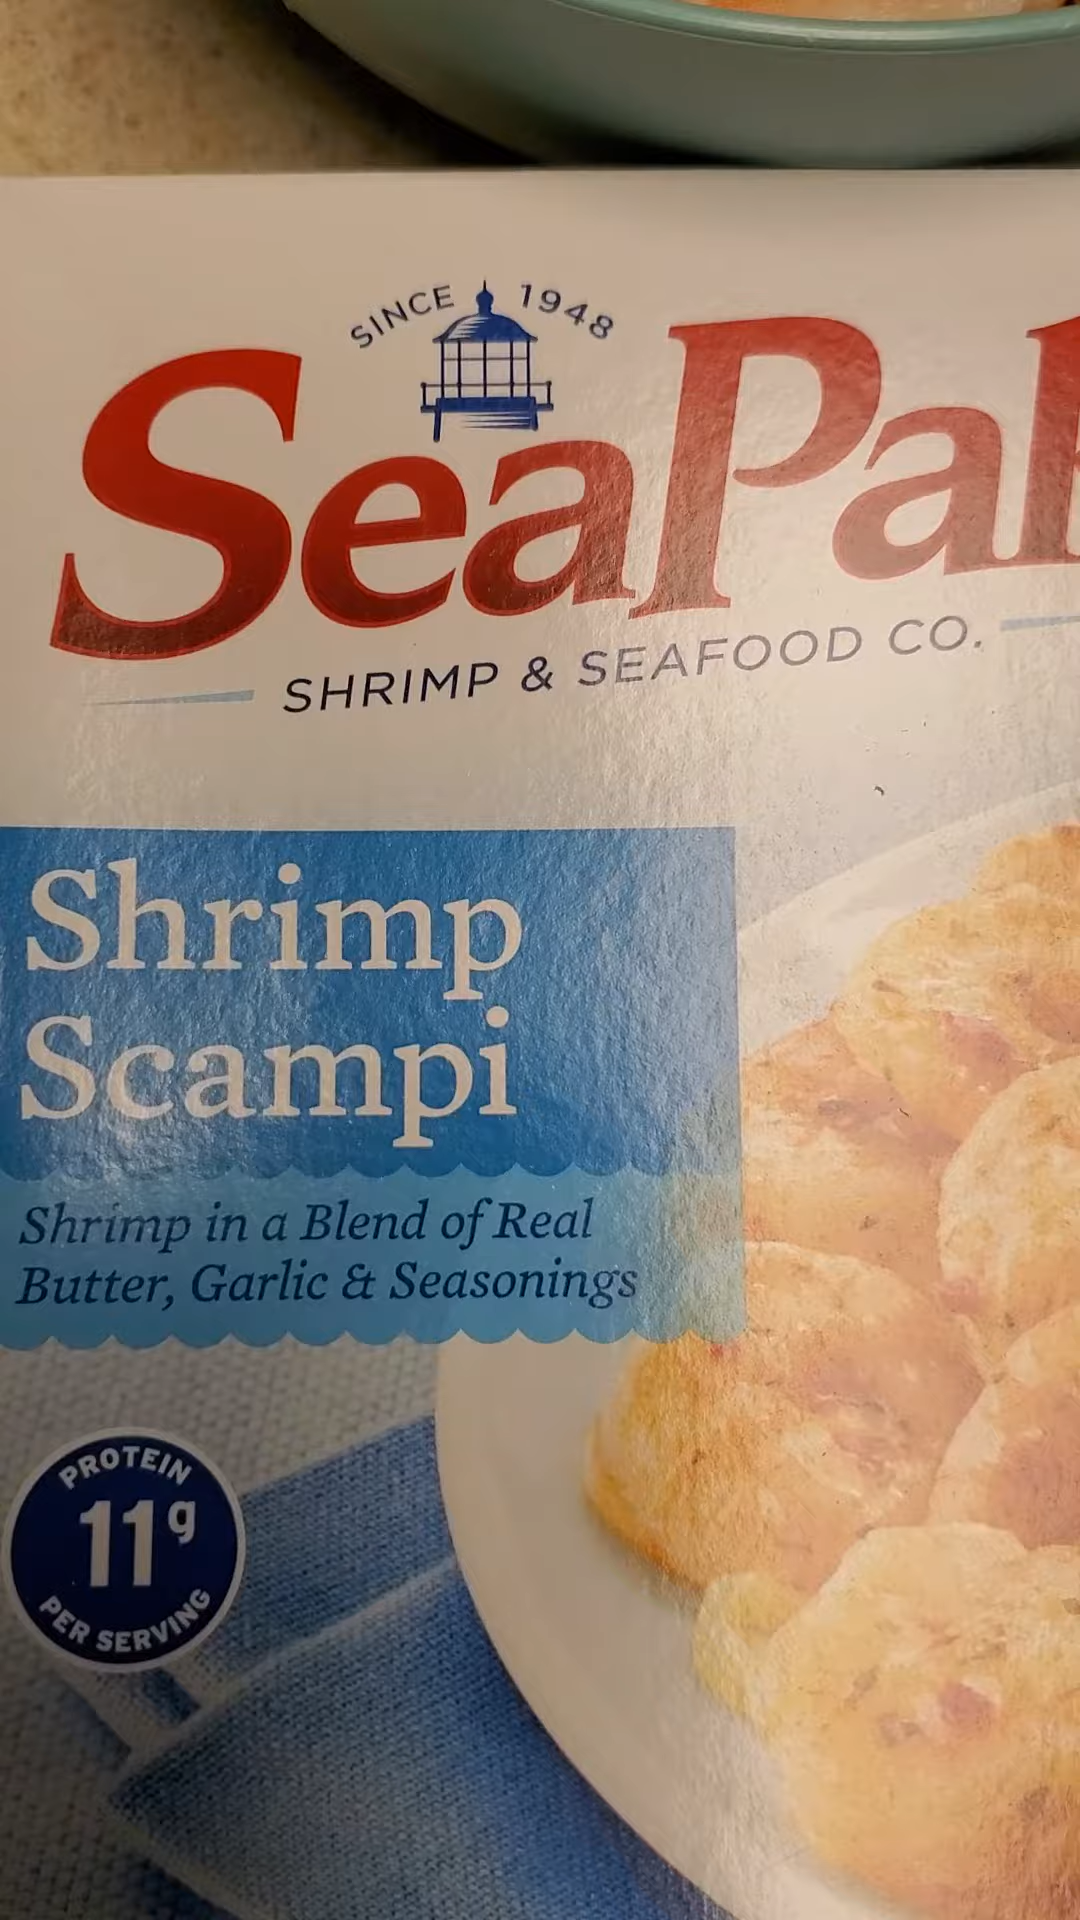 SINCE 1948
SeaPak
SHRIMP & SEAFOOD CO.
Shrimp
Scampi
Shrimp in a Blend of Real
Butter, Garlic & Seasonings
PROTEIN
11g
PER SERVING